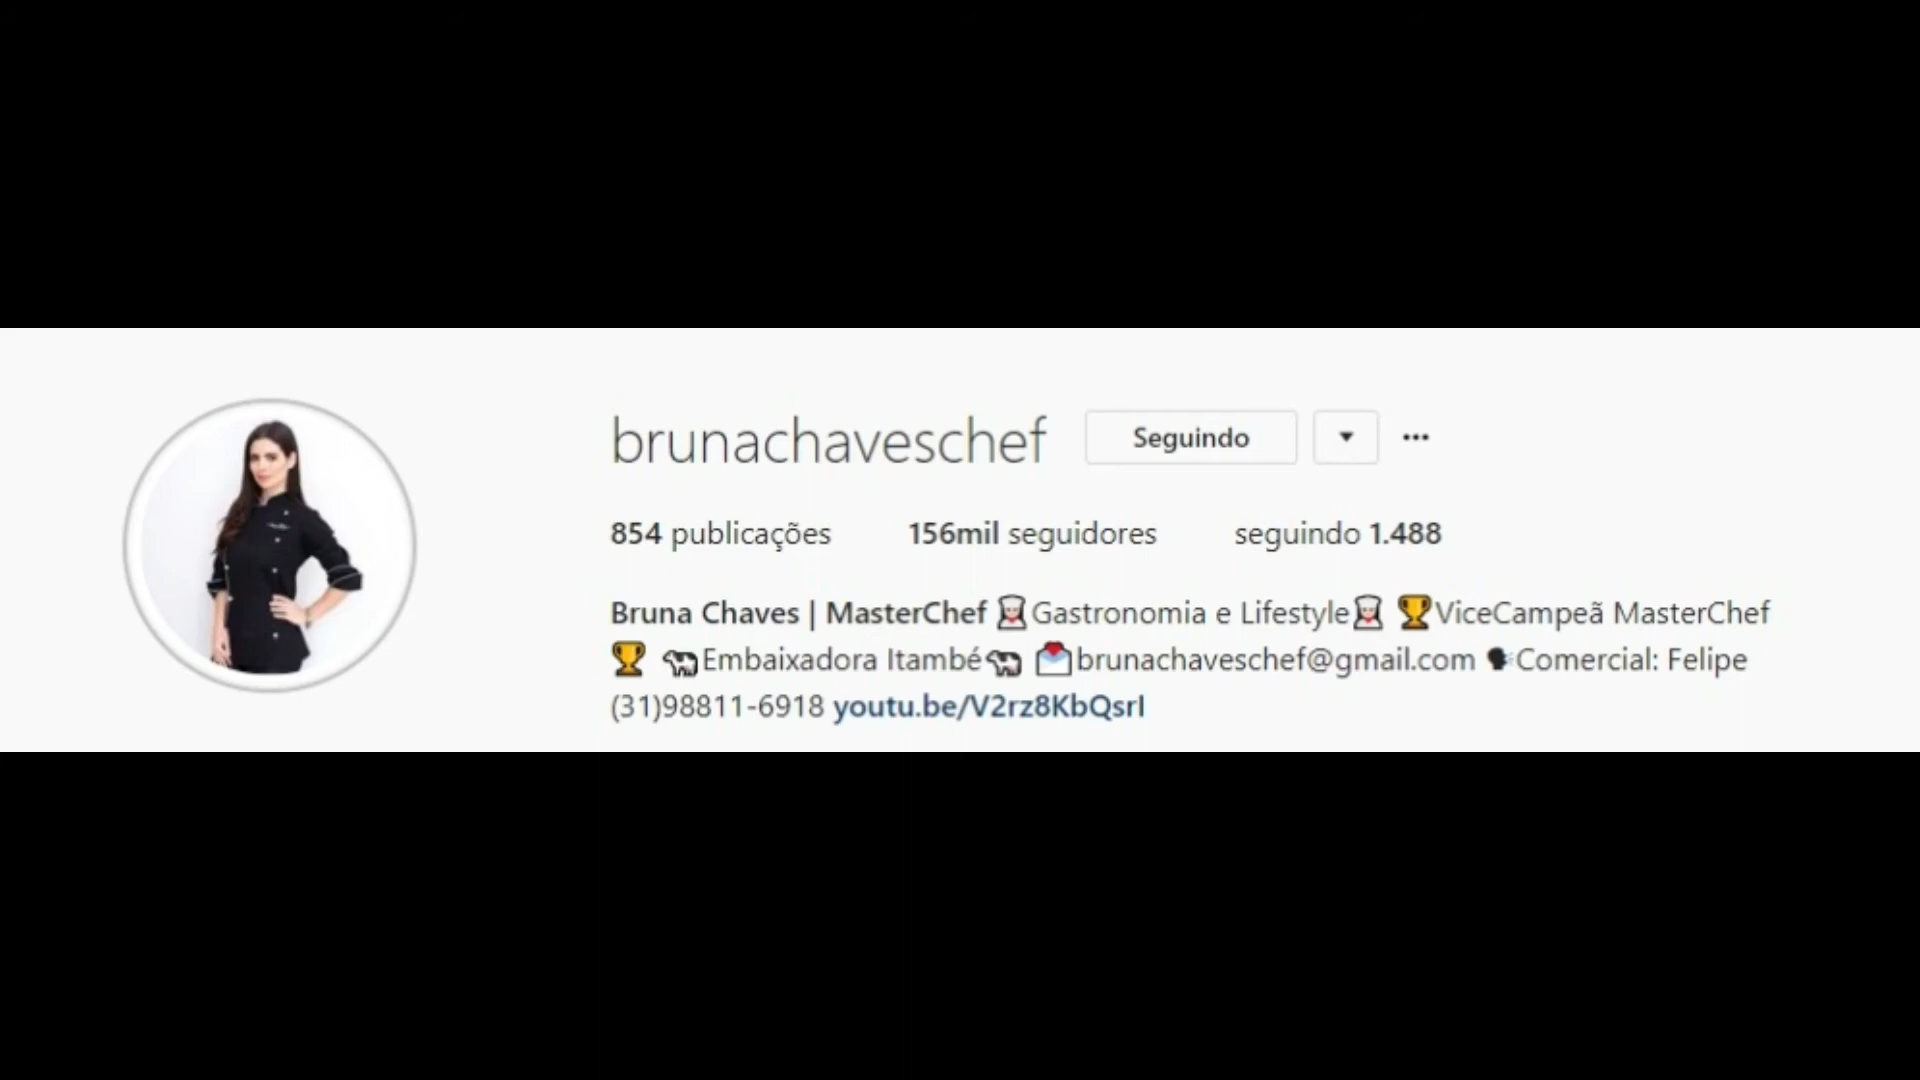 brunachaveschef Seguindo ▼ •••
854 publicações 156mil seguidores seguindo 1.488
Bruna Chaves | MasterChef 👩‍🍳Gastronomia e Lifestyle👩‍🍳 🏆ViceCampeã MasterChef
🏆 🐄Embaixadora Itambé🐄 💌brunachaveschef@gmail.com 🗣Comercial: Felipe
(31)98811-6918 youtu.be/V2rz8KbQsrI